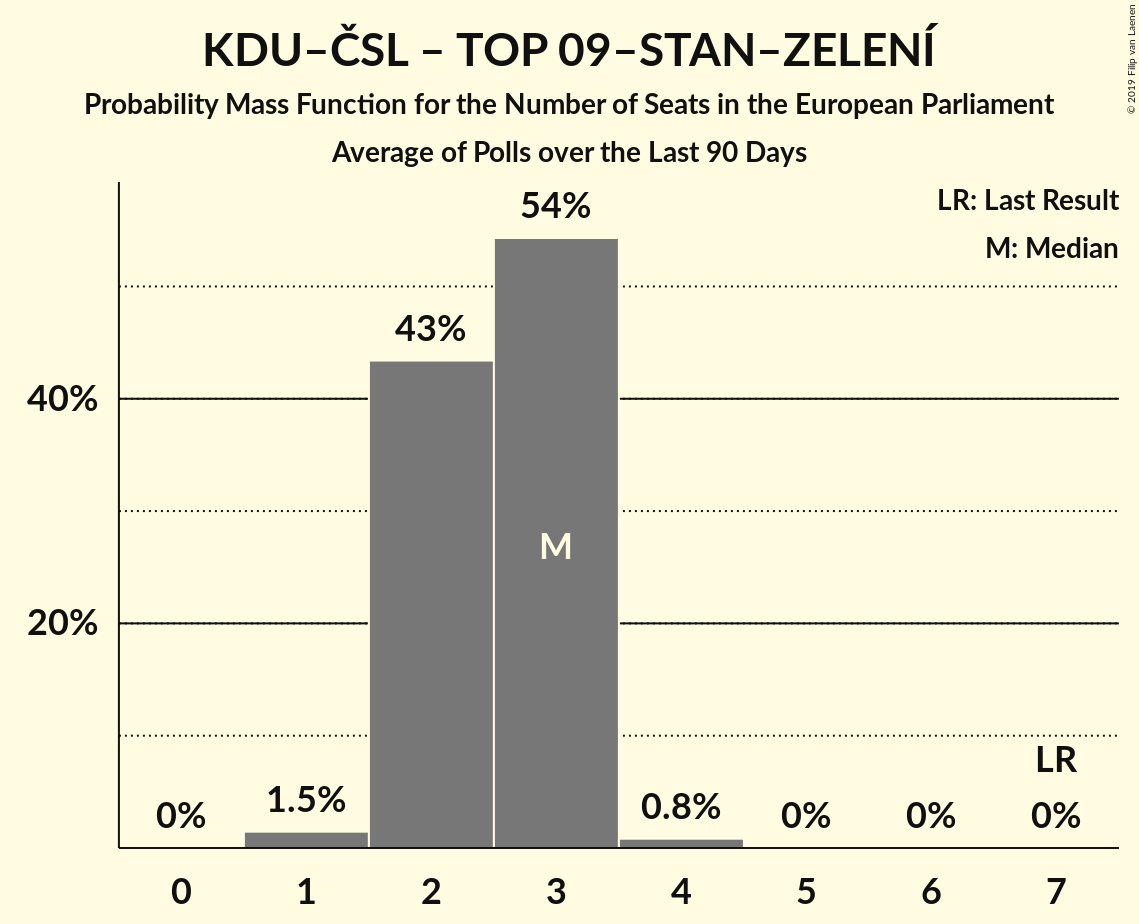 KDU–ČSL – TOP 09–STAN–ZELENÍ
Probability Mass Function for the Number of Seats in the European Parliament
Average of Polls over the Last 90 Days
© 2019 Filip van Laenen
LR: Last Result
M: Median
54%
43%
40%
M
20%
LR
0%
1.5%
0.8%
0%
0%
0%
0
1
2
3
4
5
6
7